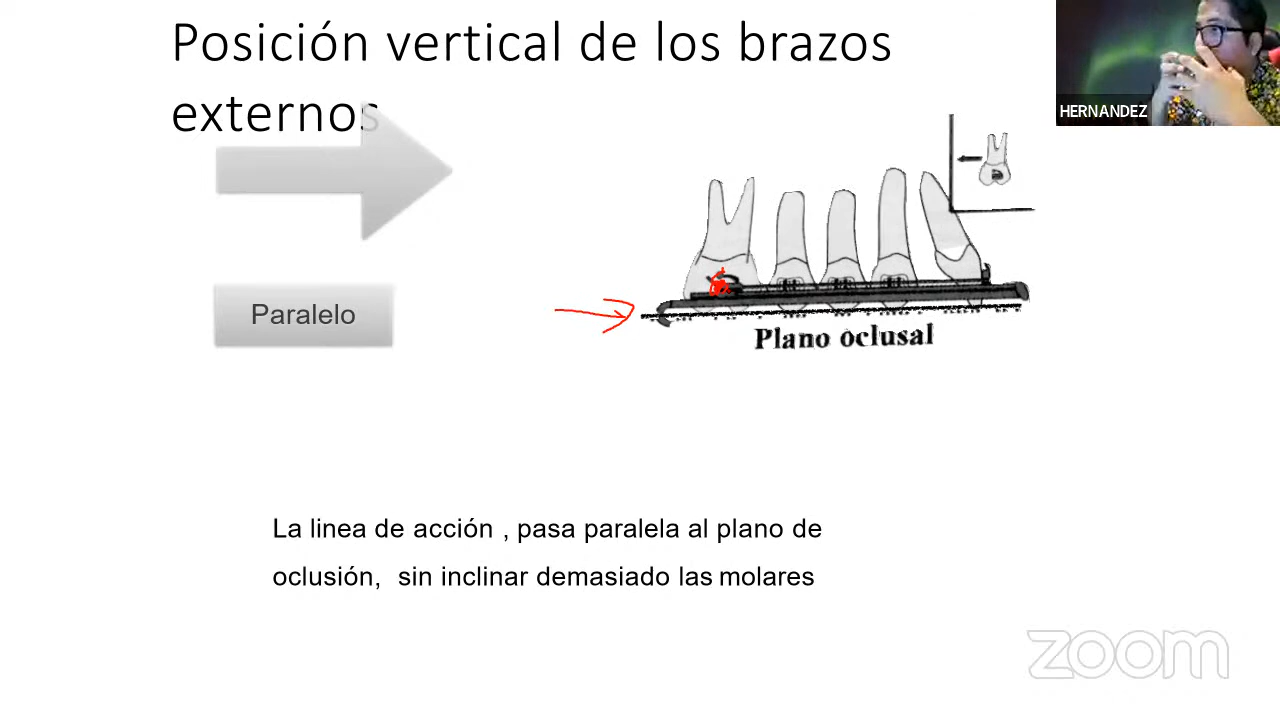 Posición vertical de los brazos
externos
HERNANDEZ
Paralelo
Plano oclusal
La linea de acción , pasa paralela al plano de
oclusión, sin inclinar demasiado las molares
zoom